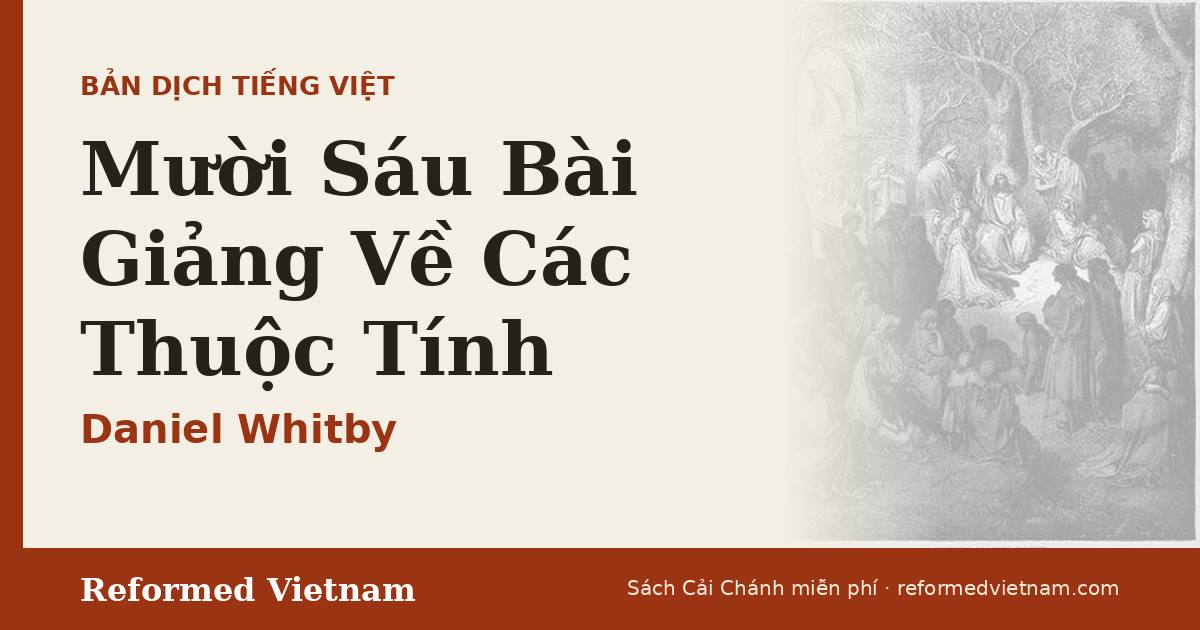 BẢN DỊCH TIẾNG VIỆT
Mười Sáu Bài
Giảng Về Các
Thuộc Tính
Daniel Whitby
Reformed Vietnam
Sách Cải Chánh miễn phí · reformedvietnam.com